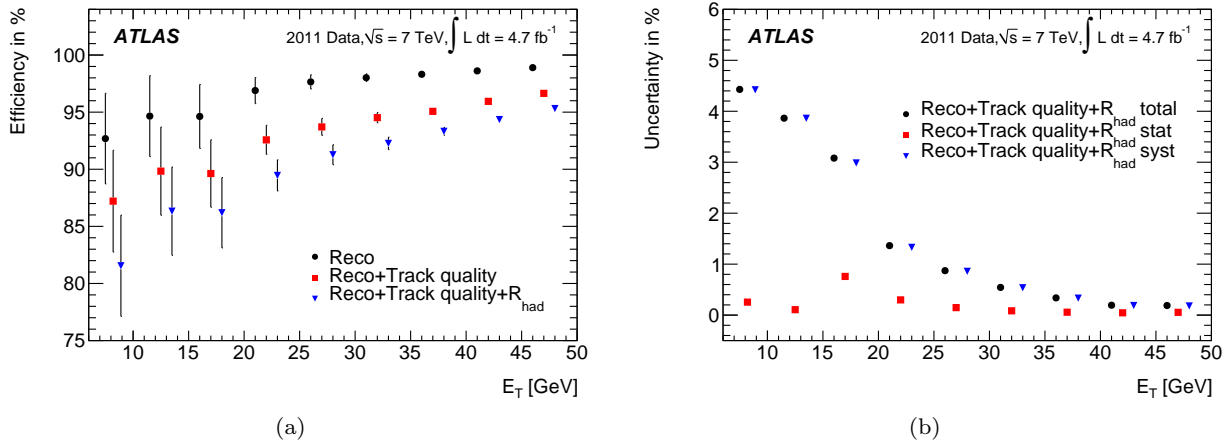 ATLAS
2011 Data,√s = 7 TeV,∫ L dt = 4.7 fb⁻¹
Efficiency in %
100
95
90
85
80
75
Reco
Reco+Track quality
Reco+Track quality+R_had
10 15 20 25 30 35 40 45 50
E_T [GeV]
(a)
ATLAS
2011 Data,√s = 7 TeV,∫ L dt = 4.7 fb⁻¹
Uncertainty in %
6
5
4
3
2
1
0
Reco+Track quality+R_had total
Reco+Track quality+R_had stat
Reco+Track quality+R_had syst
10 15 20 25 30 35 40 45 50
E_T [GeV]
(b)